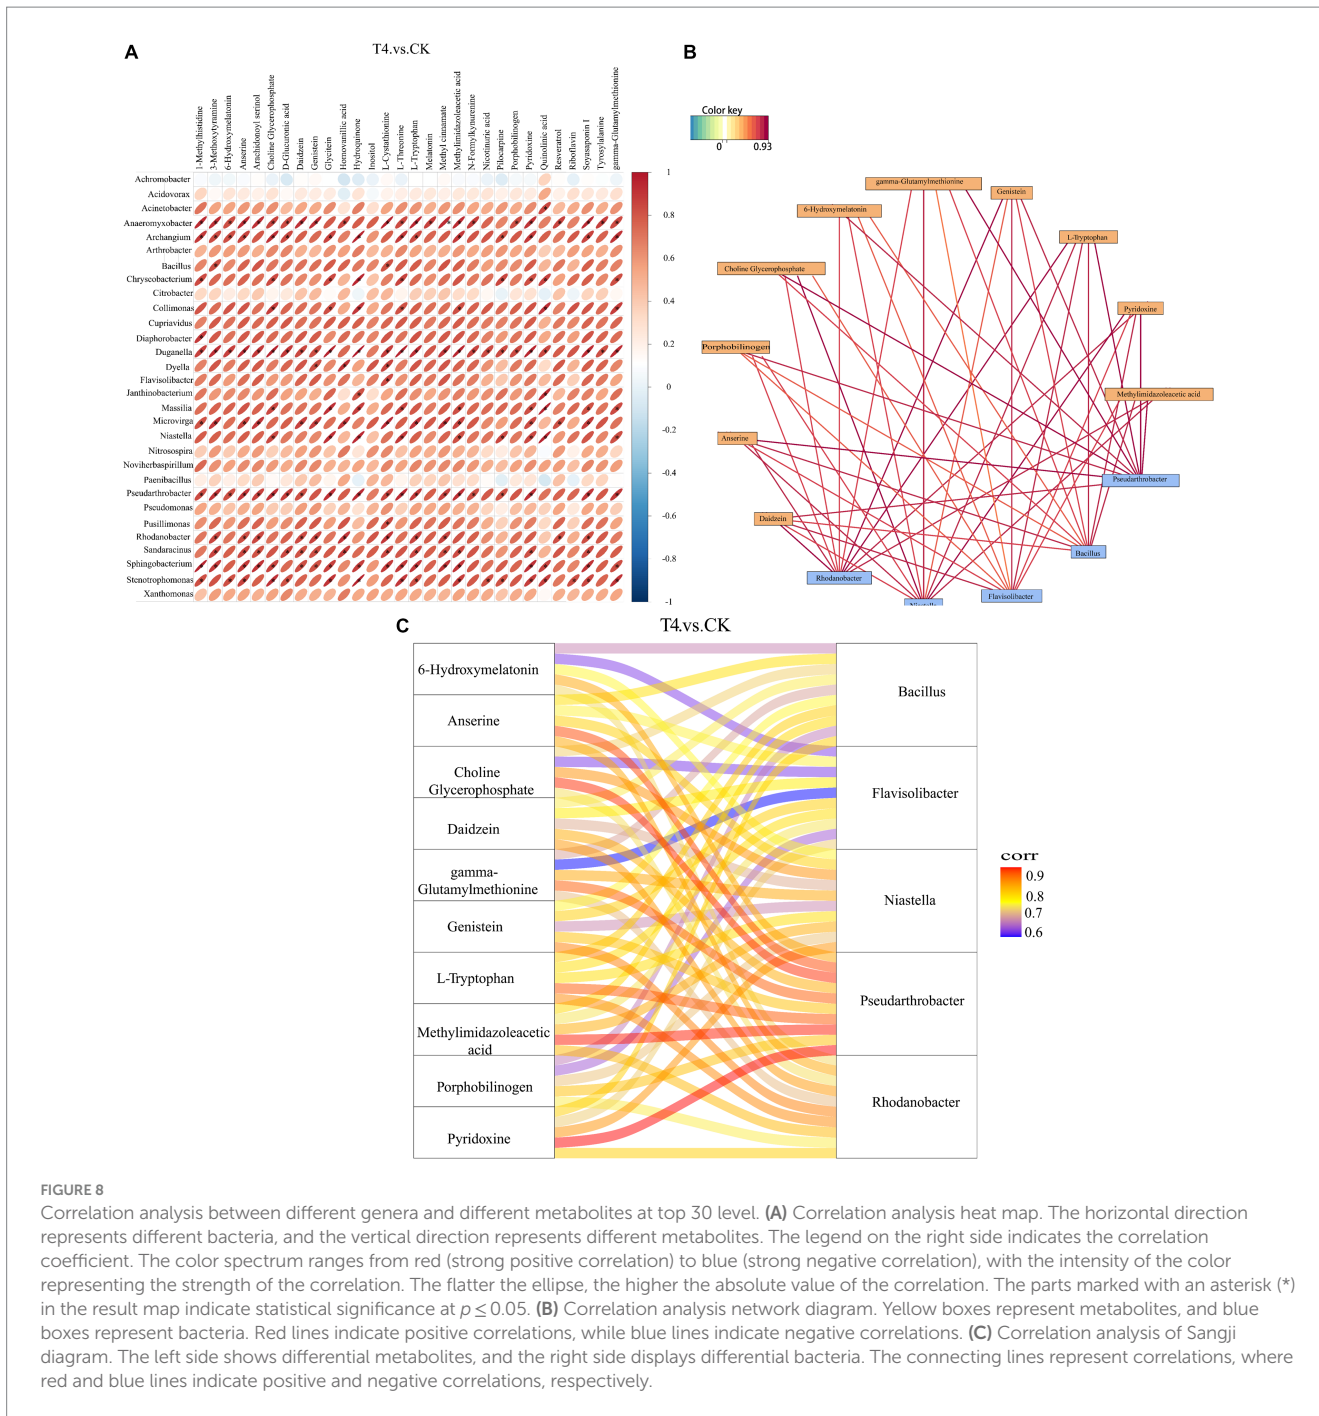 A
T4.vs.CK
1-Methylhistidine
3-Methoxytyramine
6-Hydroxymelatonin
Anserine
Arachidonoyl serinol
Choline Glycerophosphate
D-Glucuronic acid
Daidzein
Genistein
Glycitein
Homovanillic acid
Hydroquinone
Inositol
L-Cystathionine
L-Threonine
L-Tryptophan
Melatonin
Methyl cinnamate
Methylimidazoleacetic acid
N-Formylkynurenine
Nicotinuric acid
Pilocarpine
Porphobilinogen
Pyridoxine
Quinolinic acid
Resveratrol
Riboflavin
Soyasaponin I
Tyrosylalanine
gamma-Glutamylmethionine
Achromobacter
Acidovorax
Acinetobacter
Anaeromyxobacter
Archangium
Arthrobacter
Bacillus
Chryseobacterium
Citrobacter
Collimonas
Cupriavidus
Diaphorobacter
Duganella
Dyella
Flavisolibacter
Janthinobacterium
Massilia
Microvirga
Niastella
Nitrosospira
Noviherbaspirillum
Paenibacillus
Pseudarthrobacter
Pseudomonas
Pusillimonas
Rhodanobacter
Sandaracinus
Sphingobacterium
Stenotrophomonas
Xanthomonas
1
0.8
0.6
0.4
0.2
0
-0.2
-0.4
-0.6
-0.8
-1
B
Color key
0 0.93
gamma-Glutamylmethionine
Genistein
6-Hydroxymelatonin
L-Tryptophan
Choline Glycerophosphate
Pyridoxine
Porphobilinogen
Methylimidazoleacetic acid
Anserine
Pseudarthrobacter
Daidzein
Bacillus
Rhodanobacter
Flavisolibacter
Niastella
C
T4.vs.CK
6-Hydroxymelatonin
Anserine
Choline
Glycerophosphate
Daidzein
gamma-
Glutamylmethionine
Genistein
L-Tryptophan
Methylimidazoleacetic
acid
Porphobilinogen
Pyridoxine
Bacillus
Flavisolibacter
Niastella
Pseudarthrobacter
Rhodanobacter
corr
0.9
0.8
0.7
0.6
FIGURE 8
Correlation analysis between different genera and different metabolites at top 30 level. (A) Correlation analysis heat map. The horizontal direction
represents different bacteria, and the vertical direction represents different metabolites. The legend on the right side indicates the correlation
coefficient. The color spectrum ranges from red (strong positive correlation) to blue (strong negative correlation), with the intensity of the color
representing the strength of the correlation. The flatter the ellipse, the higher the absolute value of the correlation. The parts marked with an asterisk (*)
in the result map indicate statistical significance at p ≤ 0.05. (B) Correlation analysis network diagram. Yellow boxes represent metabolites, and blue
boxes represent bacteria. Red lines indicate positive correlations, while blue lines indicate negative correlations. (C) Correlation analysis of Sangji
diagram. The left side shows differential metabolites, and the right side displays differential bacteria. The connecting lines represent correlations, where
red and blue lines indicate positive and negative correlations, respectively.